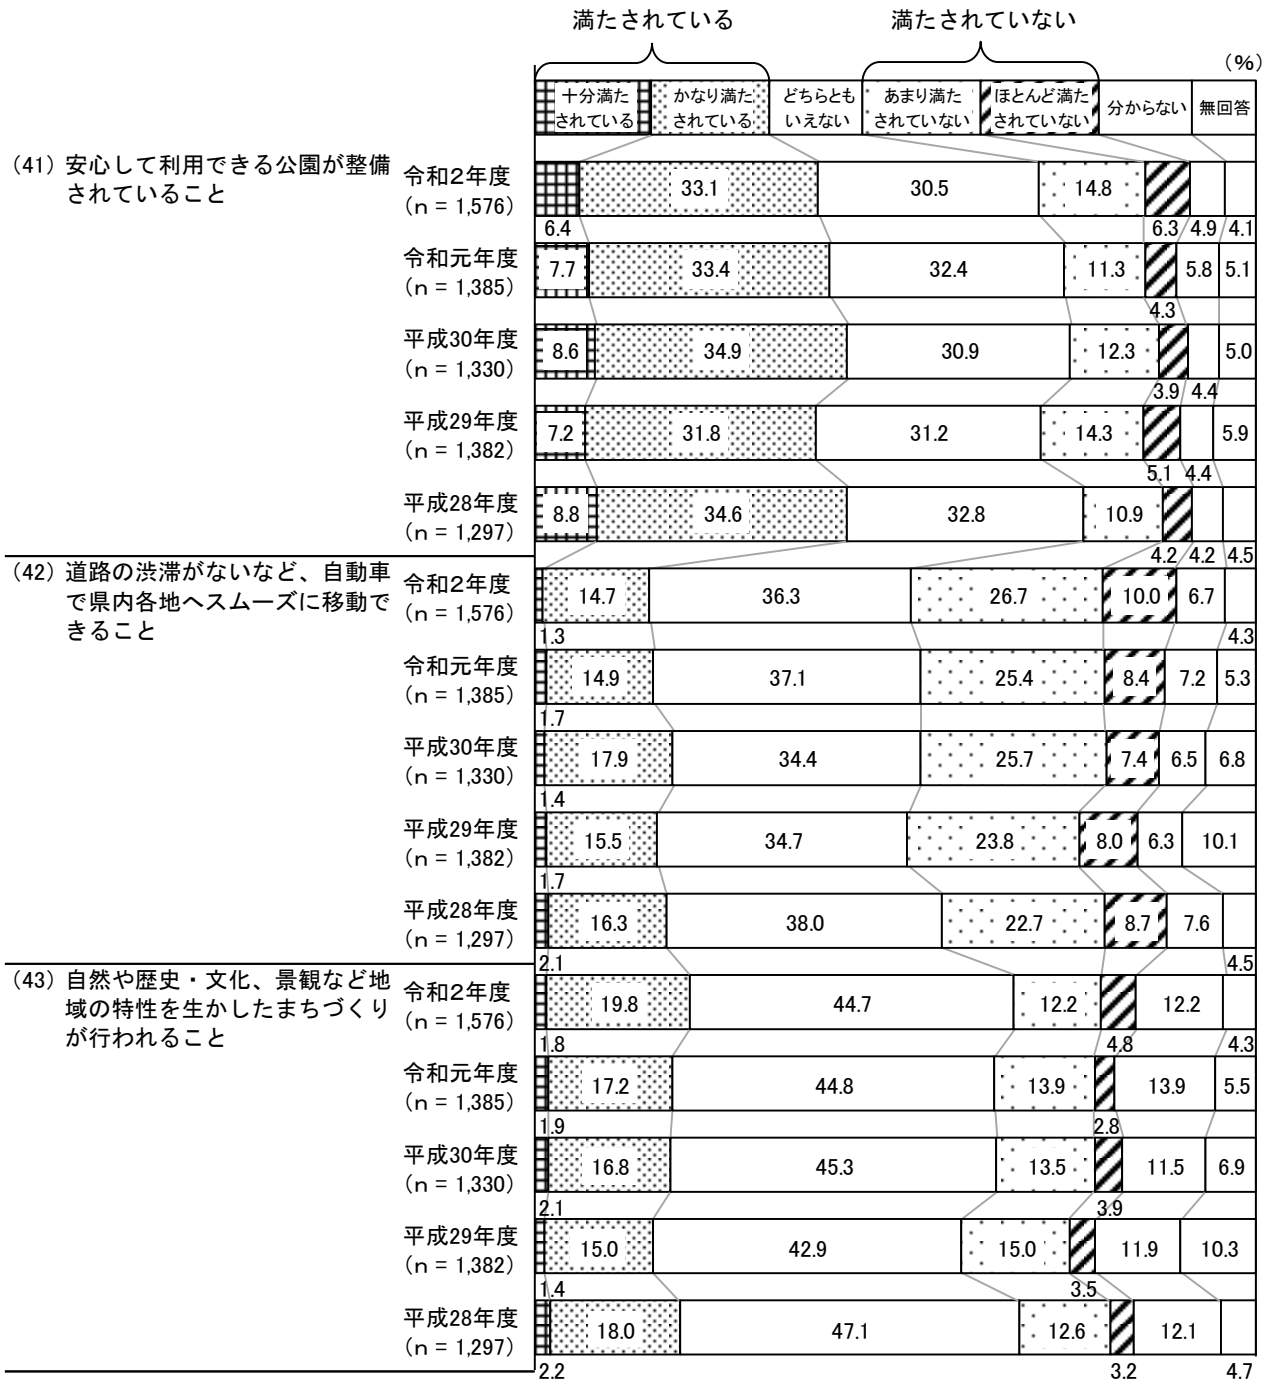 満たされている 満たされていない
(%)
十分満た かなり満た どちらとも あまり満た ほとんど満た 分からない 無回答
されている されている いえない されていない されていない
(41) 安心して利用できる公園が整備
されていること
令和2年度
(n = 1,576)
33.1 30.5 14.8
6.4 6.3 4.9 4.1
令和元年度
(n = 1,385)
7.7 33.4 32.4 11.3 5.8 5.1
4.3
平成30年度
(n = 1,330)
8.6 34.9 30.9 12.3 5.0
3.9 4.4
平成29年度
(n = 1,382)
7.2 31.8 31.2 14.3 5.9
5.1 4.4
平成28年度
(n = 1,297)
8.8 34.6 32.8 10.9
4.2 4.2 4.5
(42) 道路の渋滞がないなど、自動車
で県内各地へスムーズに移動で
きること
令和2年度
(n = 1,576)
14.7 36.3 26.7 10.0 6.7
1.3 4.3
令和元年度
(n = 1,385)
14.9 37.1 25.4 8.4 7.2 5.3
1.7
平成30年度
(n = 1,330)
17.9 34.4 25.7 7.4 6.5 6.8
1.4
平成29年度
(n = 1,382)
15.5 34.7 23.8 8.0 6.3 10.1
1.7
平成28年度
(n = 1,297)
16.3 38.0 22.7 8.7 7.6
2.1 4.5
(43) 自然や歴史・文化、景観など地
域の特性を生かしたまちづくり
が行われること
令和2年度
(n = 1,576)
19.8 44.7 12.2 12.2
1.8 4.8 4.3
令和元年度
(n = 1,385)
17.2 44.8 13.9 13.9 5.5
1.9 2.8
平成30年度
(n = 1,330)
16.8 45.3 13.5 11.5 6.9
2.1 3.9
平成29年度
(n = 1,382)
15.0 42.9 15.0 11.9 10.3
1.4 3.5
平成28年度
(n = 1,297)
18.0 47.1 12.6 12.1
2.2 3.2 4.7